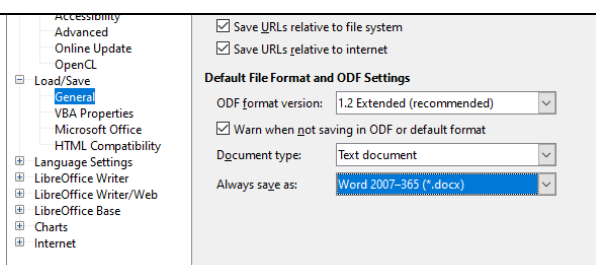 Accessibility
Advanced
Online Update
OpenCL
Load/Save
General
VBA Properties
Microsoft Office
HTML Compatibility
Language Settings
LibreOffice Writer
LibreOffice Writer/Web
LibreOffice Base
Charts
Internet
Save URLs relative to file system
Save URLs relative to internet
Default File Format and ODF Settings
ODF format version: 1.2 Extended (recommended)
Warn when not saving in ODF or default format
Document type: Text document
Always save as: Word 2007–365 (*.docx)